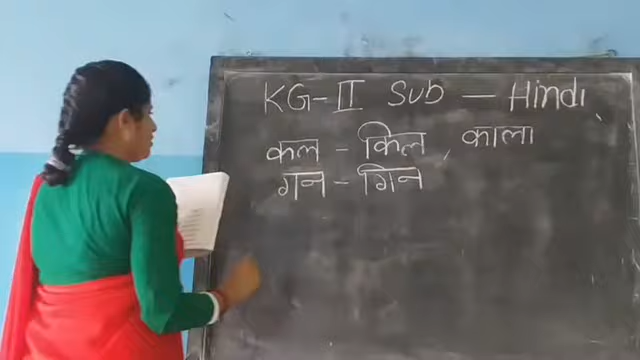 KG-II Sub - Hindi
कल - किल, काला
गन - गिन